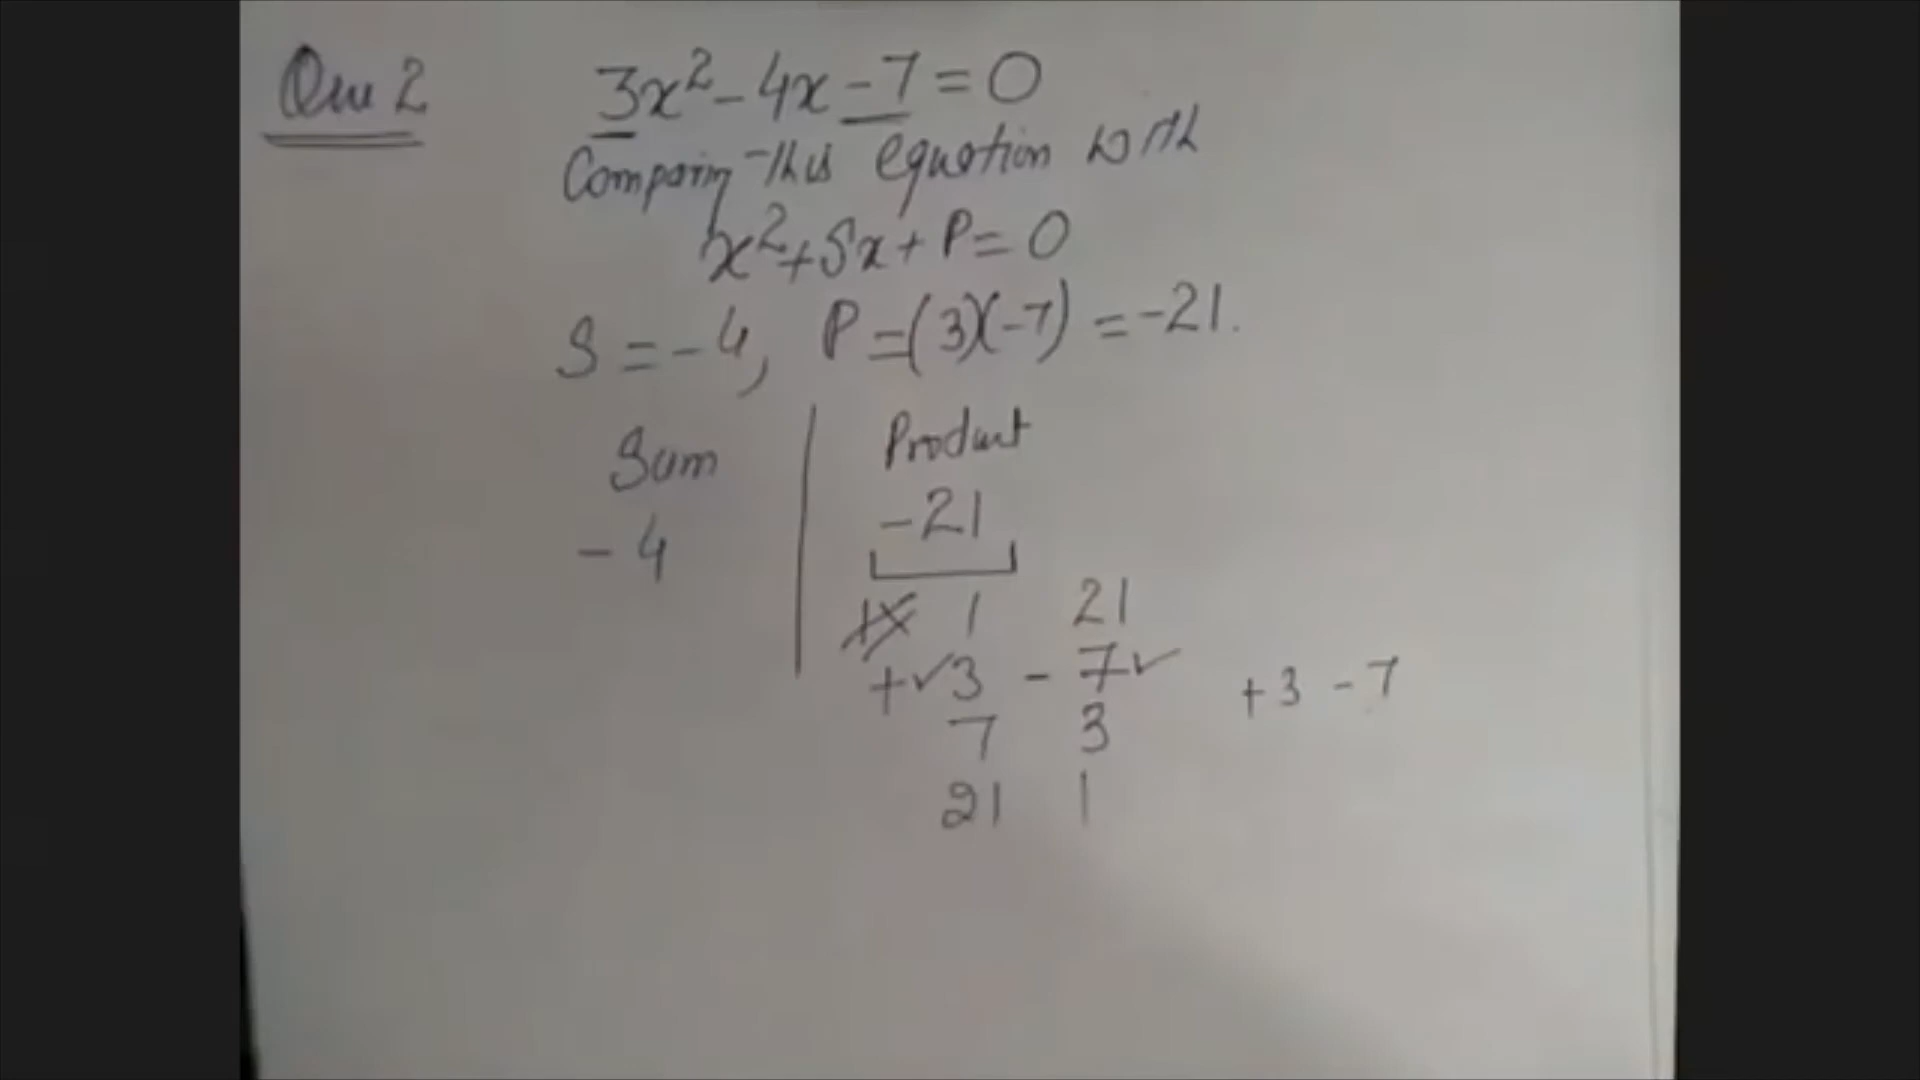 Que 2
3x² - 4x - 7 = 0
Comparing this equation with
x² + Sx + P = 0
S = -4, P = (3)(-7) = -21.
Sum | Product
-4 | -21
1 21
+✓3 - 7✓ +3 -7
7 3
21 1